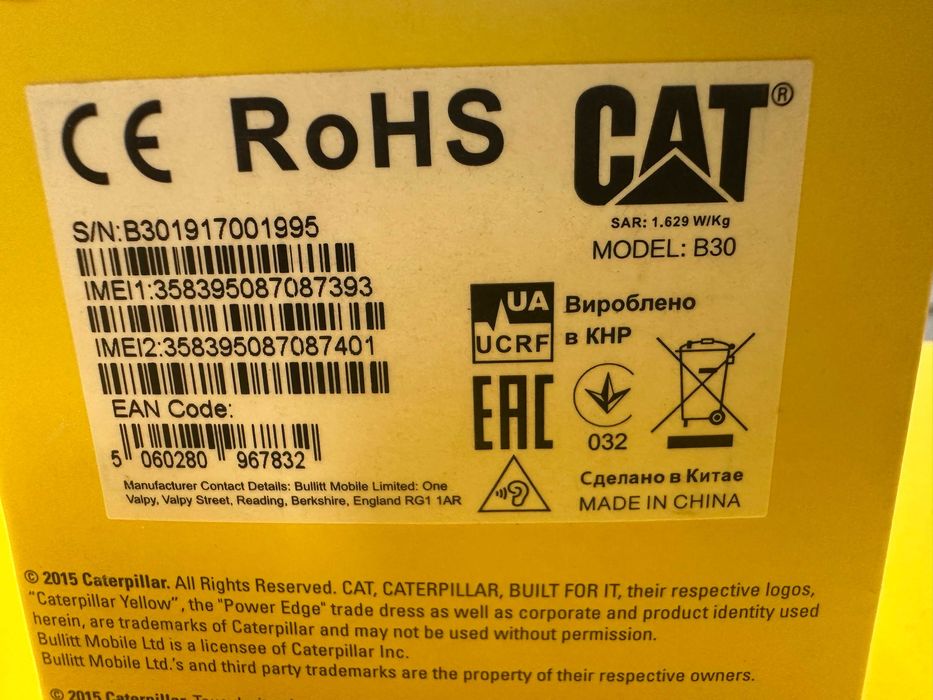 CE RoHS CAT®
SAR: 1.629 W/Kg
MODEL: B30
S/N:B301917001995
IMEI1:358395087087393
IMEI2:358395087087401
EAN Code:
5 060280 967832
Manufacturer Contact Details: Bullitt Mobile Limited: One
Valpy, Valpy Street, Reading, Berkshire, England RG1 1AR
UA
UCRF
Вироблено
в КНР
EAC
032
Сделано в Китае
MADE IN CHINA
© 2015 Caterpillar. All Rights Reserved. CAT, CATERPILLAR, BUILT FOR IT, their respective logos,
“Caterpillar Yellow”, the "Power Edge" trade dress as well as corporate and product identity used
herein, are trademarks of Caterpillar and may not be used without permission.
Bullitt Mobile Ltd is a licensee of Caterpillar Inc.
Bullitt Mobile Ltd.'s and third party trademarks are the property of their respective owners.
© 2015 Caterpillar.